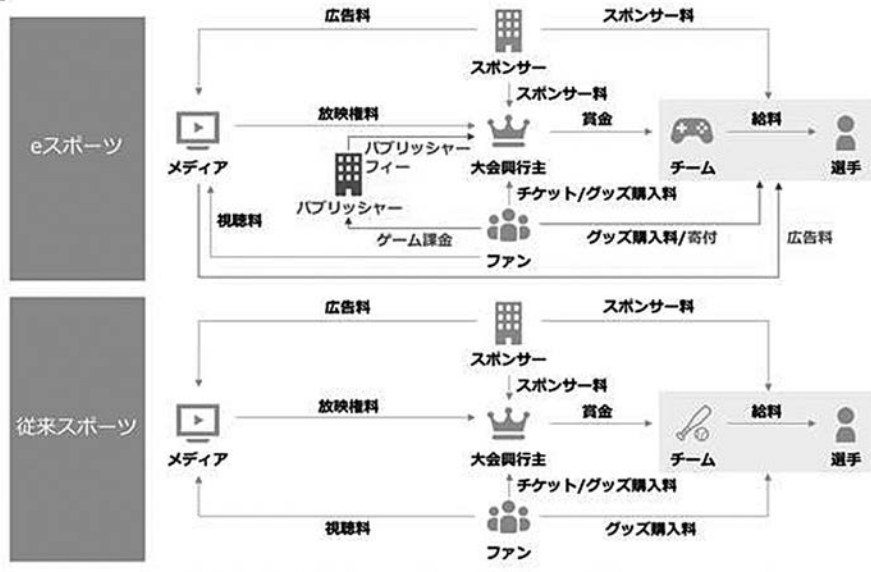 広告料
スポンサー料
スポンサー
スポンサー料
eスポーツ
放映権料
賞金
給料
パブリッシャー
フィー
メディア
大会興行主
チーム
選手
パブリッシャー
チケット/グッズ購入料
視聴料
ゲーム課金
グッズ購入料/寄付
広告料
ファン
広告料
スポンサー料
スポンサー
スポンサー料
従来スポーツ
放映権料
賞金
給料
メディア
大会興行主
チーム
選手
チケット/グッズ購入料
視聴料
グッズ購入料
ファン